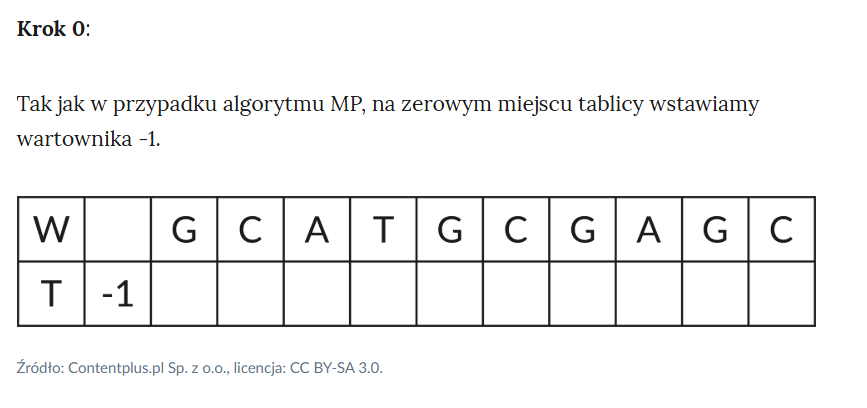 Krok 0:
Tak jak w przypadku algorytmu MP, na zerowym miejscu tablicy wstawiamy
wartownika -1.
W G C A T G C G A G C
T -1
Źródło: Contentplus.pl Sp. z o.o., licencja: CC BY-SA 3.0.